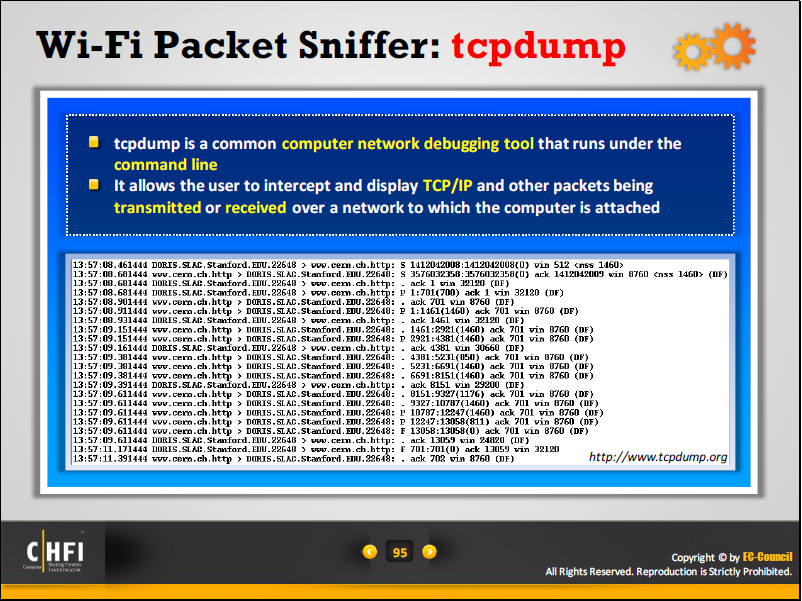 Wi-Fi Packet Sniffer: tcpdump
tcpdump is a common computer network debugging tool that runs under the
command line
It allows the user to intercept and display TCP/IP and other packets being
transmitted or received over a network to which the computer is attached
13:57:08.461444 DORIS.SLAC.Stanford.EDU.22648 > www.cern.ch.http: S 1412042008:1412042008(0) win 512 <mss 1460>
13:57:08.681444 www.cern.ch.http > DORIS.SLAC.Stanford.EDU.22648: S 3576032358:3576032358(0) ack 1412042009 win 8760 <mss 1460> (DF)
13:57:08.681444 DORIS.SLAC.Stanford.EDU.22648 > www.cern.ch.http: . ack 1 win 32120 (DF)
13:57:08.681444 DORIS.SLAC.Stanford.EDU.22648 > www.cern.ch.http: P 1:701(700) ack 1 win 32120 (DF)
13:57:08.901444 www.cern.ch.http > DORIS.SLAC.Stanford.EDU.22648: . ack 701 win 8760 (DF)
13:57:08.911444 www.cern.ch.http > DORIS.SLAC.Stanford.EDU.22648: P 1:1461(1460) ack 701 win 8760 (DF)
13:57:08.931444 DORIS.SLAC.Stanford.EDU.22648 > www.cern.ch.http: . ack 1461 win 32120 (DF)
13:57:09.151444 www.cern.ch.http > DORIS.SLAC.Stanford.EDU.22648: . 1461:2921(1460) ack 701 win 8760 (DF)
13:57:09.151444 www.cern.ch.http > DORIS.SLAC.Stanford.EDU.22648: P 2921:4381(1460) ack 701 win 8760 (DF)
13:57:09.161444 DORIS.SLAC.Stanford.EDU.22648 > www.cern.ch.http: . ack 4381 win 30660 (DF)
13:57:09.381444 www.cern.ch.http > DORIS.SLAC.Stanford.EDU.22648: . 4381:5231(850) ack 701 win 8760 (DF)
13:57:09.381444 www.cern.ch.http > DORIS.SLAC.Stanford.EDU.22648: . 5231:6691(1460) ack 701 win 8760 (DF)
13:57:09.381444 www.cern.ch.http > DORIS.SLAC.Stanford.EDU.22648: . 6691:8151(1460) ack 701 win 8760 (DF)
13:57:09.391444 DORIS.SLAC.Stanford.EDU.22648 > www.cern.ch.http: . ack 8151 win 29200 (DF)
13:57:09.611444 www.cern.ch.http > DORIS.SLAC.Stanford.EDU.22648: . 8151:9327(1176) ack 701 win 8760 (DF)
13:57:09.611444 www.cern.ch.http > DORIS.SLAC.Stanford.EDU.22648: . 9327:10787(1460) ack 701 win 8760 (DF)
13:57:09.611444 www.cern.ch.http > DORIS.SLAC.Stanford.EDU.22648: P 10787:12247(1460) ack 701 win 8760 (DF)
13:57:09.611444 www.cern.ch.http > DORIS.SLAC.Stanford.EDU.22648: P 12247:13058(811) ack 701 win 8760 (DF)
13:57:09.611444 www.cern.ch.http > DORIS.SLAC.Stanford.EDU.22648: F 13058:13058(0) ack 701 win 8760 (DF)
13:57:09.611444 DORIS.SLAC.Stanford.EDU.22648 > www.cern.ch.http: . ack 13059 win 24820 (DF)
13:57:11.171444 DORIS.SLAC.Stanford.EDU.22648 > www.cern.ch.http: F 701:701(0) ack 13059 win 32120
13:57:11.391444 www.cern.ch.http > DORIS.SLAC.Stanford.EDU.22648: . ack 702 win 8760 (DF)
http://www.tcpdump.org
CHFI
Computer Hacking Forensic
INVESTIGATOR
95
Copyright © by EC-Council
All Rights Reserved. Reproduction is Strictly Prohibited.